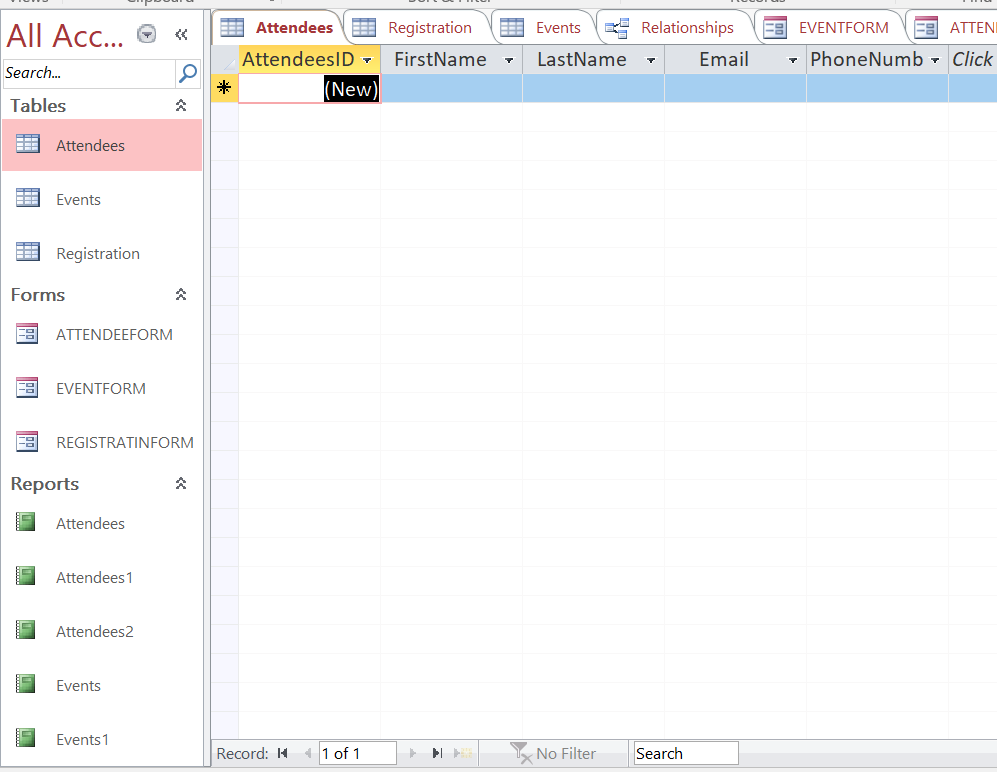 All Acc...
Search...
Tables
Attendees
Events
Registration
Forms
ATTENDEEFORM
EVENTFORM
REGISTRATINFORM
Reports
Attendees
Attendees1
Attendees2
Events
Events1
Attendees Registration Events Relationships EVENTFORM ATTEN
AttendeesID FirstName LastName Email PhoneNumb Click
(New)
Record: 1 of 1 No Filter Search